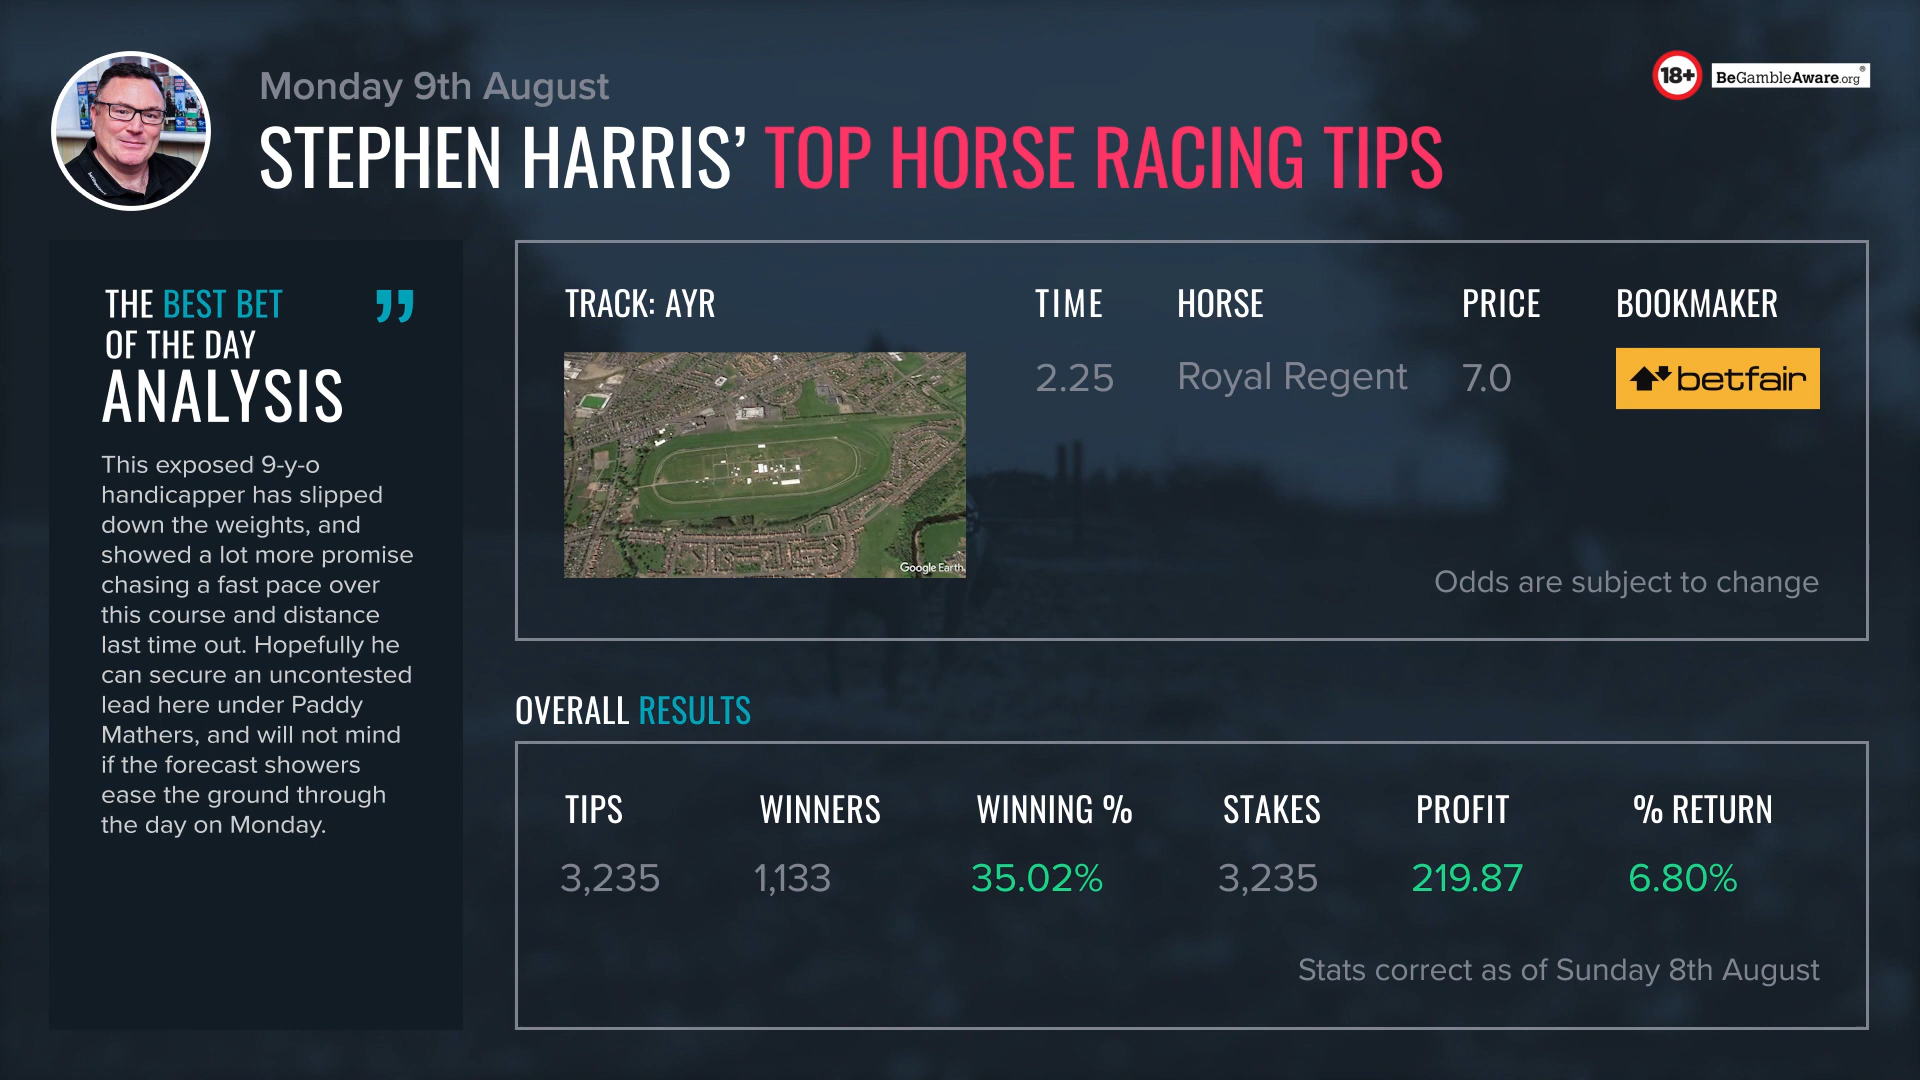 Monday 9th August
STEPHEN HARRIS’ TOP HORSE RACING TIPS
18+
BeGambleAware.org®
THE BEST BET
OF THE DAY
ANALYSIS
This exposed 9-y-o
handicapper has slipped
down the weights, and
showed a lot more promise
chasing a fast pace over
this course and distance
last time out. Hopefully he
can secure an uncontested
lead here under Paddy
Mathers, and will not mind
if the forecast showers
ease the ground through
the day on Monday.
TRACK: AYR
Google Earth
TIME HORSE PRICE BOOKMAKER
2.25 Royal Regent 7.0 betfair
Odds are subject to change
OVERALL RESULTS
TIPS WINNERS WINNING % STAKES PROFIT % RETURN
3,235 1,133 35.02% 3,235 219.87 6.80%
Stats correct as of Sunday 8th August